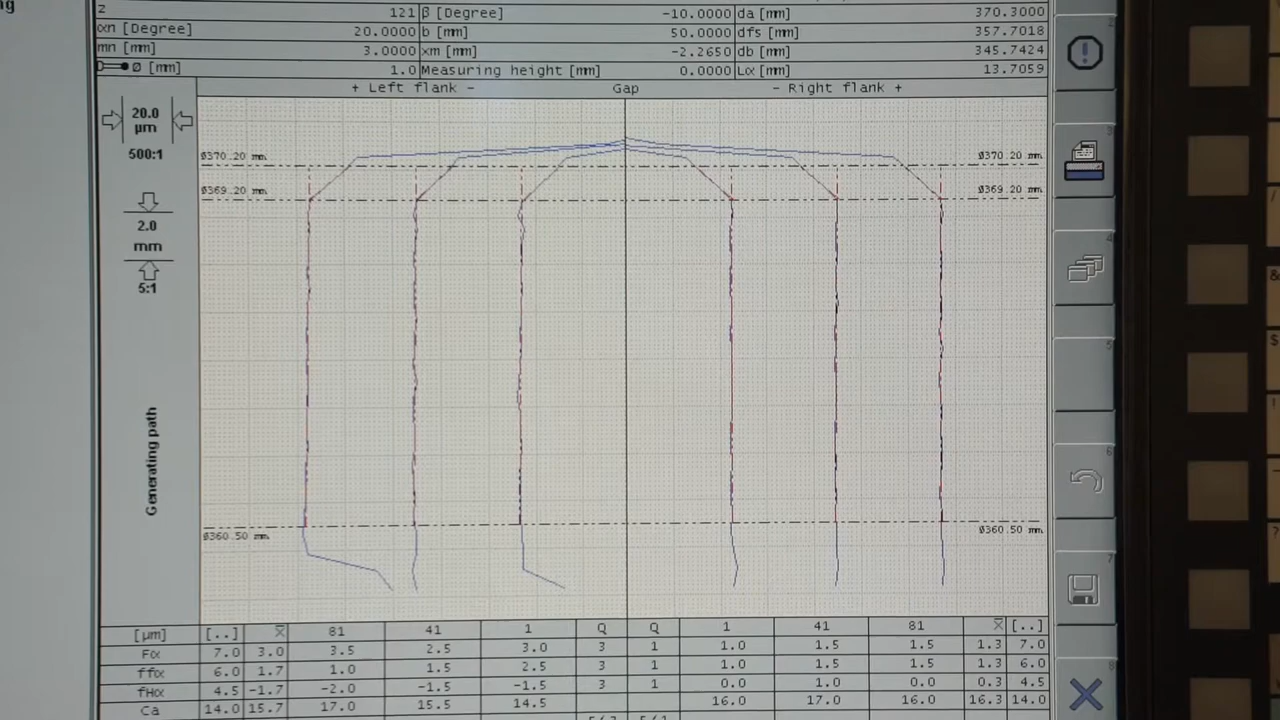 ng
z 121 β [Degree] -10.0000 da [mm] 370.3000
αn [Degree] 20.0000 b [mm] 50.0000 dfs [mm] 357.7018
mn [mm] 3.0000 xm [mm] -2.2650 db [mm] 345.7424
Ø [mm] 1.0 Measuring height [mm] 0.0000 Lα [mm] 13.7059
+ Left flank - Gap - Right flank +
20.0
µm
500:1
Ø370.20 mm. Ø370.20 mm.
Ø369.20 mm. Ø369.20 mm.
2.0
mm
5:1
Generating path
Ø360.50 mm. Ø360.50 mm.
[µm] [..] x̄ 81 41 1 Q Q 1 41 81 x̄ [..]
Fα 7.0 3.0 3.5 2.5 3.0 3 1 1.0 1.5 1.5 1.3 7.0
ffα 6.0 1.7 1.0 1.5 2.5 3 1 1.0 1.5 1.5 1.3 6.0
fHα 4.5 -1.7 -2.0 -1.5 -1.5 3 1 0.0 1.0 0.0 0.3 4.5
Ca 14.0 15.7 17.0 15.5 14.5 16.0 17.0 16.0 16.3 14.0
3
4
5
6
7
8
&
$